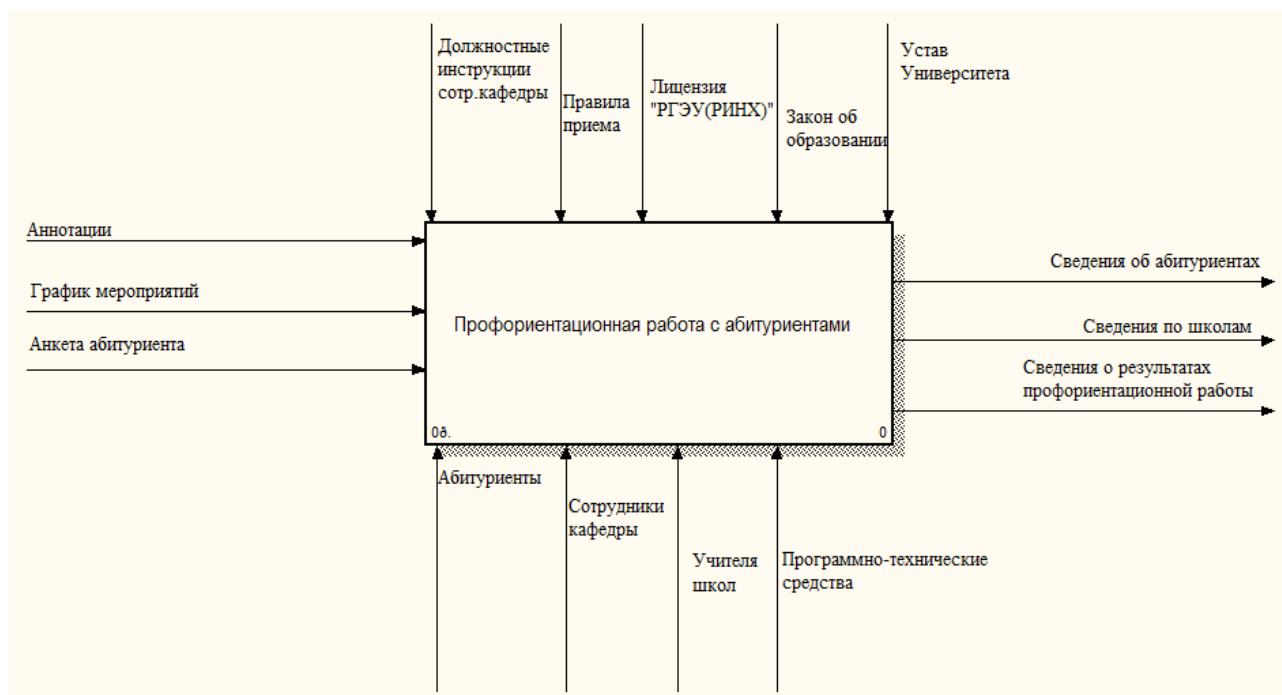 Должностные
инструкции
сотр.кафедры
Правила
приема
Лицензия
"РГЭУ(РИНХ)"
Закон об
образовании
Устав
Университета
Аннотации
График мероприятий
Анкета абитуриента
Профориентационная работа с абитуриентами
0ð.
0
Сведения об абитуриентах
Сведения по школам
Сведения о результатах
профориентационной работы
Абитуриенты
Сотрудники
кафедры
Учителя
школ
Программно-технические
средства